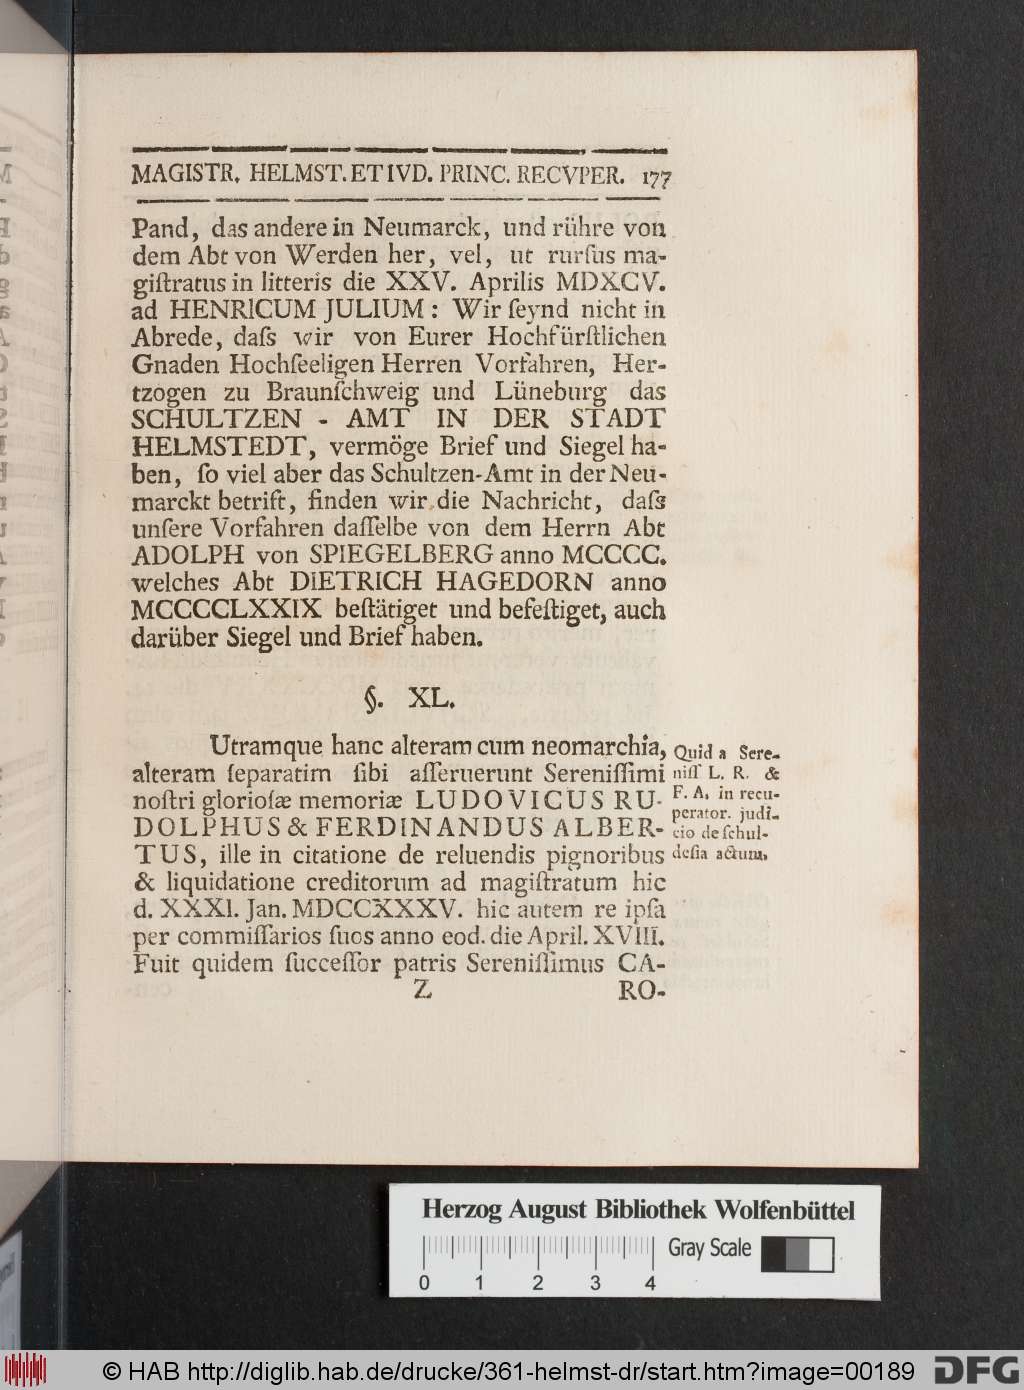 MAGISTR. HELMST. ET IVD. PRINC. RECVPER. 177
Pand, das andere in Neumarck, und rühre von
dem Abt von Werden her, vel, ut rurſus ma-
giſtratus in litteris die XXV. Aprilis MDXCV.
ad HENRICUM JULIUM: Wir ſeynd nicht in
Abrede, daſs wir von Eurer Hochfürſtlichen
Gnaden Hochſeeligen Herren Vorfahren, Her-
tzogen zu Braunſchweig und Lüneburg das
SCHULTZEN - AMT IN DER STADT
HELMSTEDT, vermöge Brief und Siegel ha-
ben, ſo viel aber das Schultzen-Amt in der Neu-
marckt betrift, finden wir die Nachricht, daſs
unſere Vorfahren daſſelbe von dem Herrn Abt
ADOLPH von SPIEGELBERG anno MCCCC.
welches Abt DIETRICH HAGEDORN anno
MCCCCLXXIX beſtätiget und befeſtiget, auch
darüber Siegel und Brief haben.
§. XL.
Utramque hanc alteram cum neomarchia,
alteram ſeparatim ſibi aſſeruerunt Sereniſſimi
noſtri glorioſæ memoriæ LUDOVICUS RU-
DOLPHUS & FERDINANDUS ALBER-
TUS, ille in citatione de reluendis pignoribus
& liquidatione creditorum ad magiſtratum hic
d. XXXI. Jan. MDCCXXXV. hic autem re ipſa
per commiſſarios ſuos anno eod. die April. XVIII.
Fuit quidem ſucceſſor patris Sereniſſimus CA-
Z RO-
Quid a Sere-
niſſ L. R. &
F. A. in recu-
perator. judi-
cio de ſchul-
deſia actum.
Herzog August Bibliothek Wolfenbüttel
Gray Scale
0 1 2 3 4
© HAB http://diglib.hab.de/drucke/361-helmst-dr/start.htm?image=00189
DFG